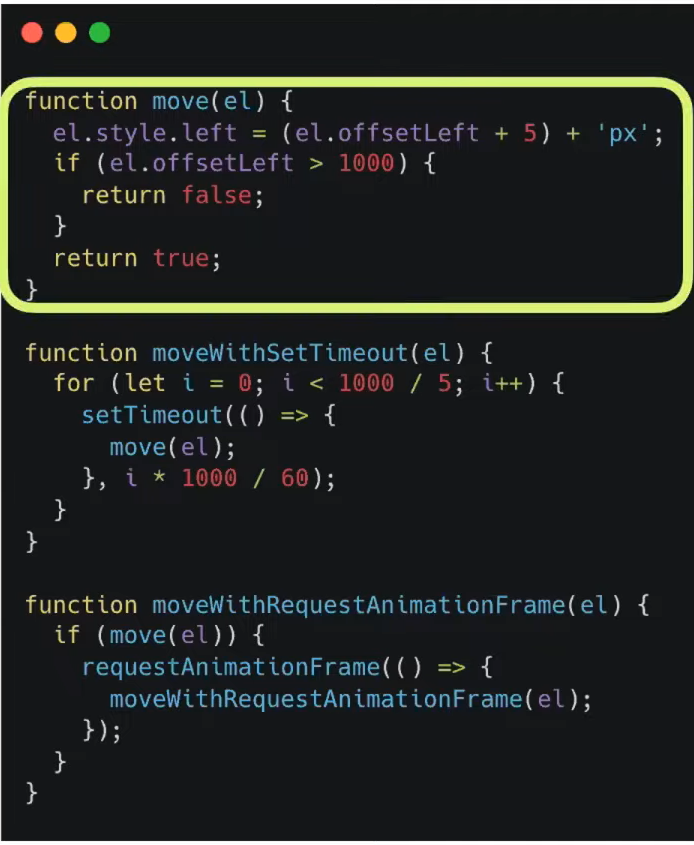 function move(el) {
  el.style.left = (el.offsetLeft + 5) + 'px';
  if (el.offsetLeft > 1000) {
    return false;
  }
  return true;
}
function moveWithSetTimeout(el) {
  for (let i = 0; i < 1000 / 5; i++) {
    setTimeout(() => {
      move(el);
    }, i * 1000 / 60);
  }
}
function moveWithRequestAnimationFrame(el) {
  if (move(el)) {
    requestAnimationFrame(() => {
      moveWithRequestAnimationFrame(el);
    });
  }
}